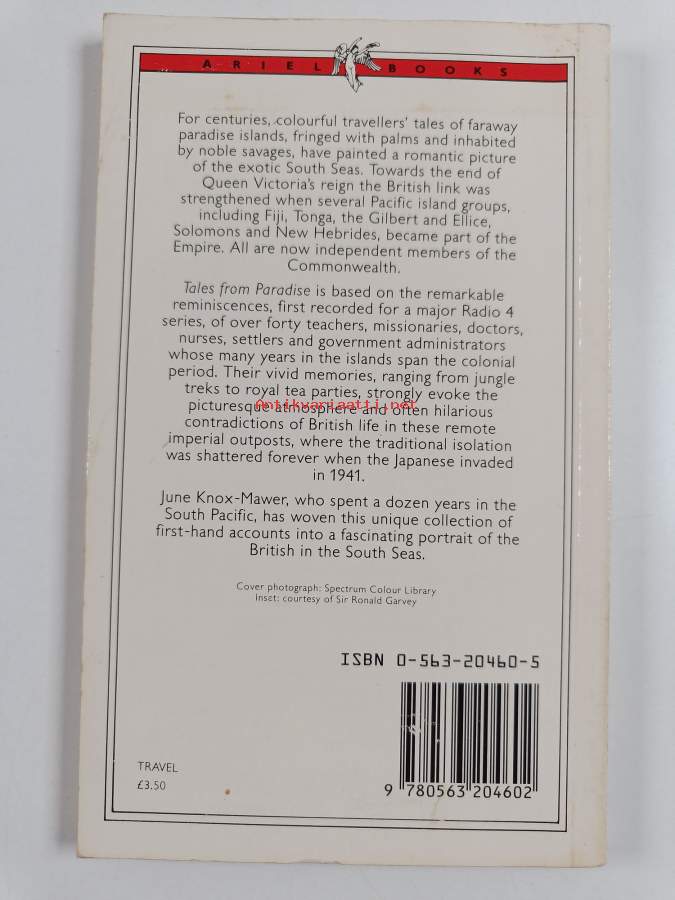 ARIEL BOOKS
For centuries, colourful travellers' tales of faraway
paradise islands, fringed with palms and inhabited
by noble savages, have painted a romantic picture
of the exotic South Seas. Towards the end of
Queen Victoria's reign the British link was
strengthened when several Pacific island groups,
including Fiji, Tonga, the Gilbert and Ellice,
Solomons and New Hebrides, became part of the
Empire. All are now independent members of the
Commonwealth.
Tales from Paradise is based on the remarkable
reminiscences, first recorded for a major Radio 4
series, of over forty teachers, missionaries, doctors,
nurses, settlers and government administrators
whose many years in the islands span the colonial
period. Their vivid memories, ranging from jungle
treks to royal tea parties, strongly evoke the
picturesque atmosphere and often hilarious
Antikvariaatti.net
contradictions of British life in these remote
imperial outposts, where the traditional isolation
was shattered forever when the Japanese invaded
in 1941.
June Knox-Mawer, who spent a dozen years in the
South Pacific, has woven this unique collection of
first-hand accounts into a fascinating portrait of the
British in the South Seas.
Cover photograph: Spectrum Colour Library
Inset: courtesy of Sir Ronald Garvey
ISBN 0-563-20460-5
TRAVEL
£3.50
9 780563 204602